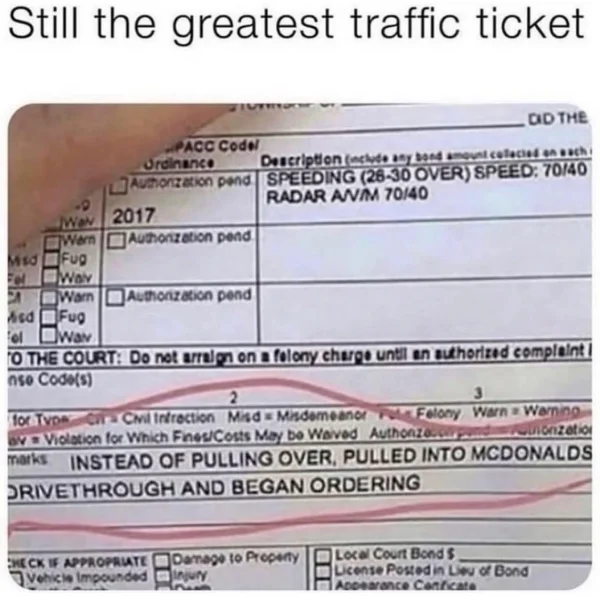 Still the greatest traffic ticket
DID THE
PACC Code/
Ordinance
Description (include any bond amount collected on each
Authorization pend. SPEEDING (26-30 OVER) SPEED: 70/40
RADAR A/V/M 70/40
Waiv 2017
Warn Authorization pend
Misd Fug
Fel Waiv
Warn Authorization pend
Misd Fug
Fel Waiv
TO THE COURT: Do not arraign on a felony charge until an authorized complaint i
nse Code(s)
2 3
for Type: C/I = Civil Infraction Misd = Misdemeanor Fel = Felony Warn = Warning
= Violation for Which Fines/Costs May be Waived
marks INSTEAD OF PULLING OVER, PULLED INTO MCDONALDS
DRIVETHROUGH AND BEGAN ORDERING
CHECK IF APPROPRIATE Damage to Property Local Court Bond $
Vehicle Impounded Injury License Posted in Lieu of Bond
Death Appearance Certificate